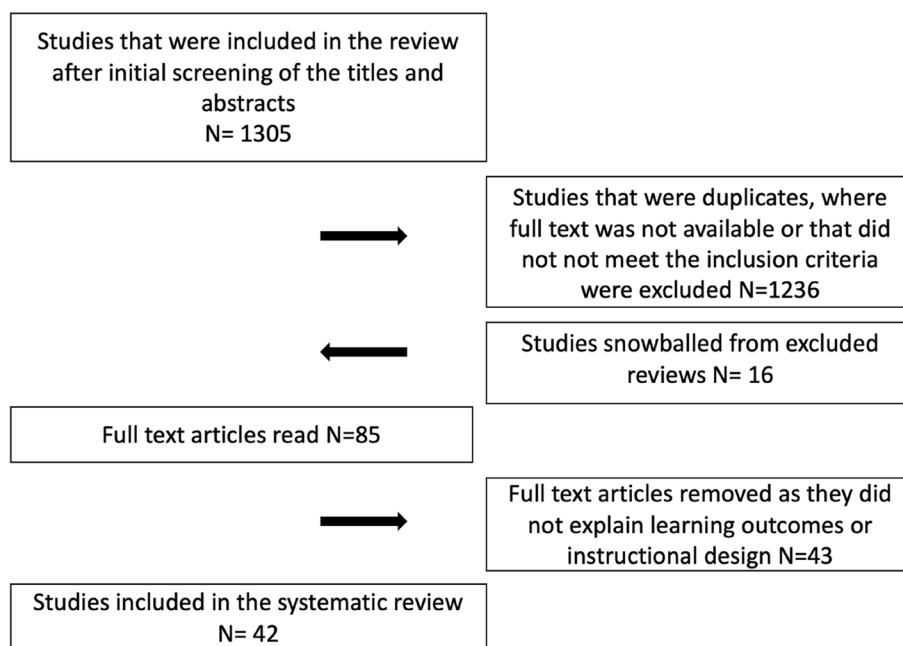 Studies that were included in the review
after initial screening of the titles and
abstracts
N= 1305
Studies that were duplicates, where
full text was not available or that did
not not meet the inclusion criteria
were excluded N=1236
Studies snowballed from excluded
reviews N= 16
Full text articles read N=85
Full text articles removed as they did
not explain learning outcomes or
instructional design N=43
Studies included in the systematic review
N= 42